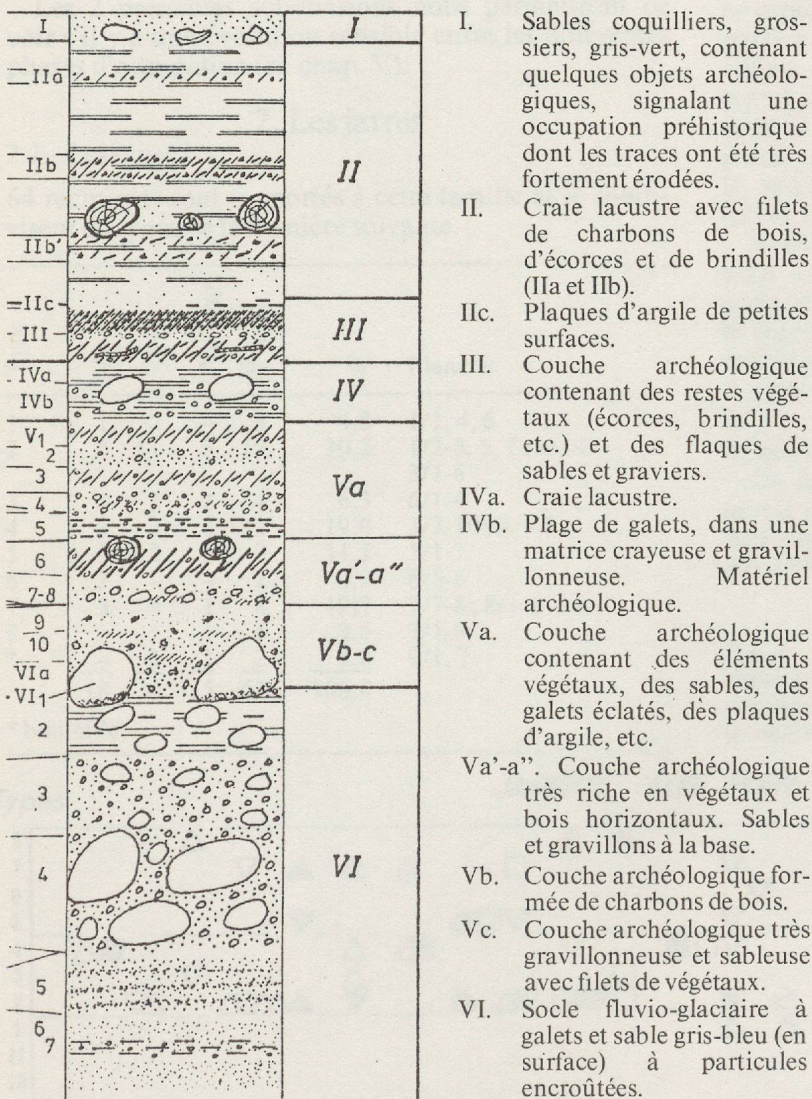 I
IIa
IIb
IIb'
IIc
III
IVa
IVb
V1
2
3
4
5
6
7-8
9
10
VIa
VI1
2
3
4
5
6
7
I
II
III
IV
Va
Va'-a"
Vb-c
VI
I. Sables coquilliers, gros-
siers, gris-vert, contenant
quelques objets archéolo-
giques, signalant une
occupation préhistorique
dont les traces ont été très
fortement érodées.
II. Craie lacustre avec filets
de charbons de bois,
d'écorces et de brindilles
(IIa et IIb).
IIc. Plaques d'argile de petites
surfaces.
III. Couche archéologique
contenant des restes végé-
taux (écorces, brindilles,
etc.) et des flaques de
sables et graviers.
IVa. Craie lacustre.
IVb. Plage de galets, dans une
matrice crayeuse et gravil-
lonneuse. Matériel
archéologique.
Va. Couche archéologique
contenant des éléments
végétaux, des sables, des
galets éclatés, des plaques
d'argile, etc.
Va'-a''. Couche archéologique
très riche en végétaux et
bois horizontaux. Sables
et gravillons à la base.
Vb. Couche archéologique for-
mée de charbons de bois.
Vc. Couche archéologique très
gravillonneuse et sableuse
avec filets de végétaux.
VI. Socle fluvio-glaciaire à
galets et sable gris-bleu (en
surface) à particules
encroûtées.